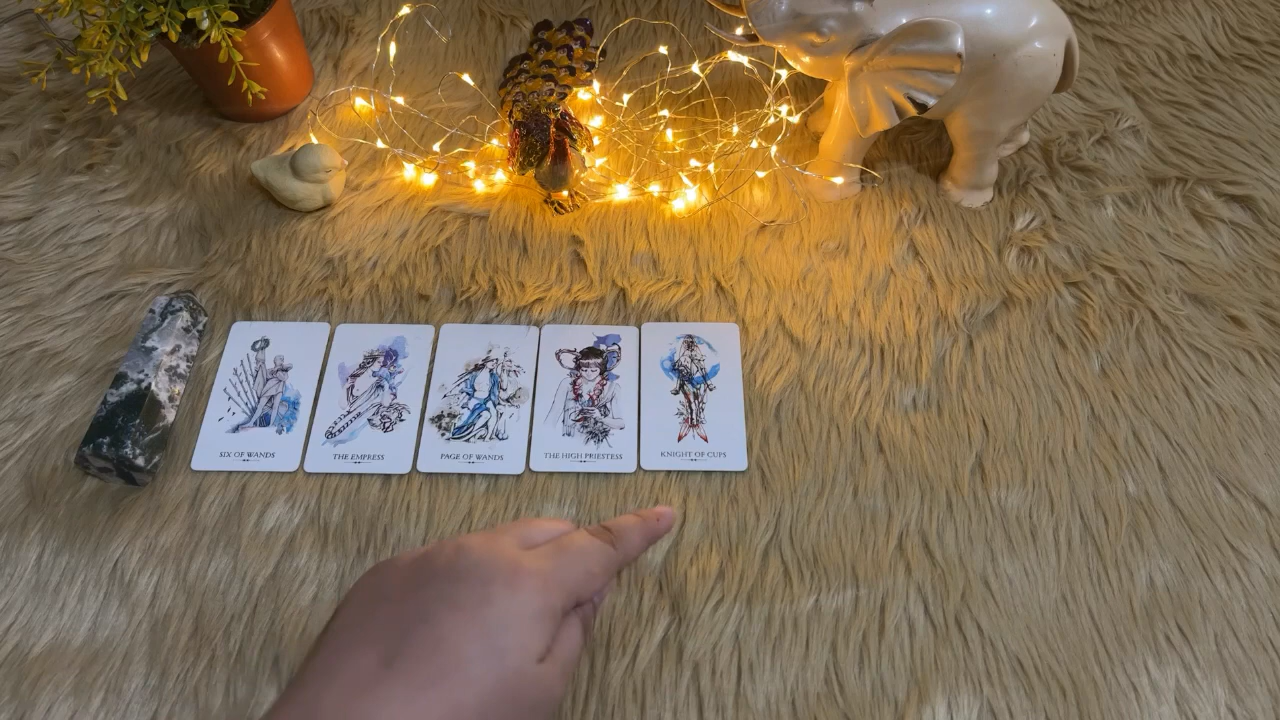 SIX OF WANDS
THE EMPRESS
PAGE OF WANDS
THE HIGH PRIESTESS
KNIGHT OF CUPS